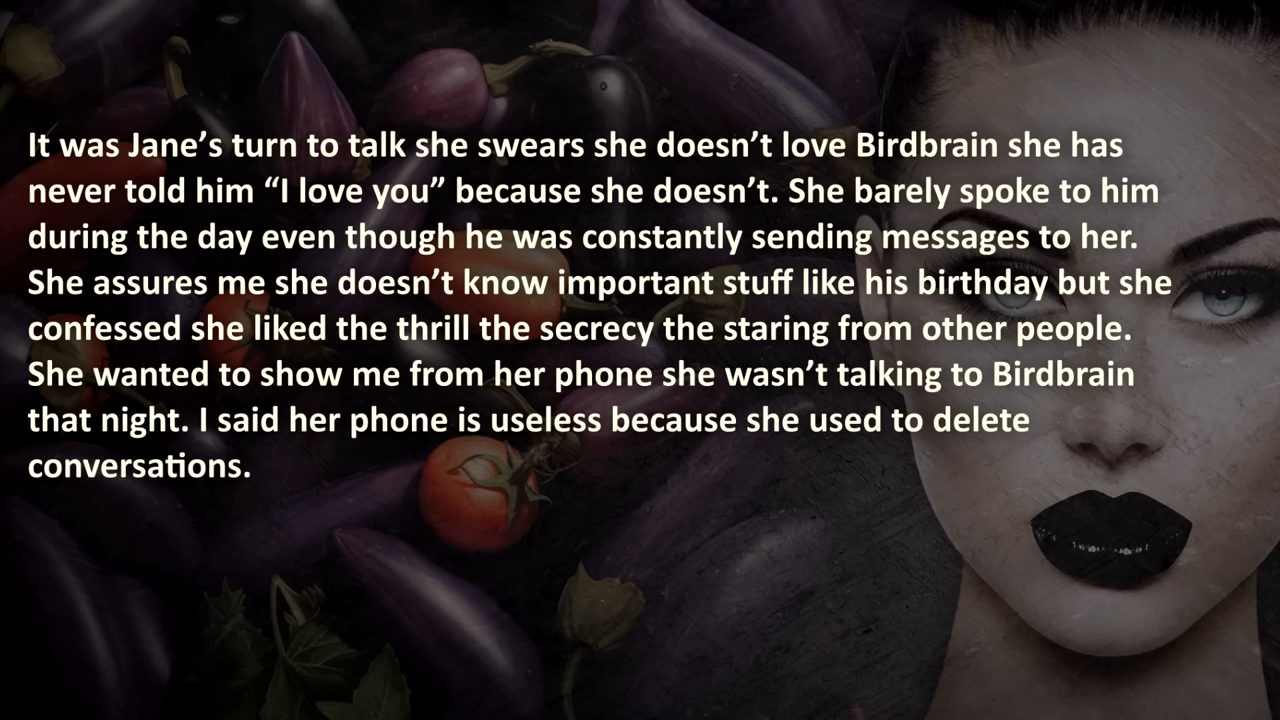 It was Jane’s turn to talk she swears she doesn’t love Birdbrain she has
never told him “I love you” because she doesn’t. She barely spoke to him
during the day even though he was constantly sending messages to her.
She assures me she doesn’t know important stuff like his birthday but she
confessed she liked the thrill the secrecy the staring from other people.
She wanted to show me from her phone she wasn’t talking to Birdbrain
that night. I said her phone is useless because she used to delete
conversations.